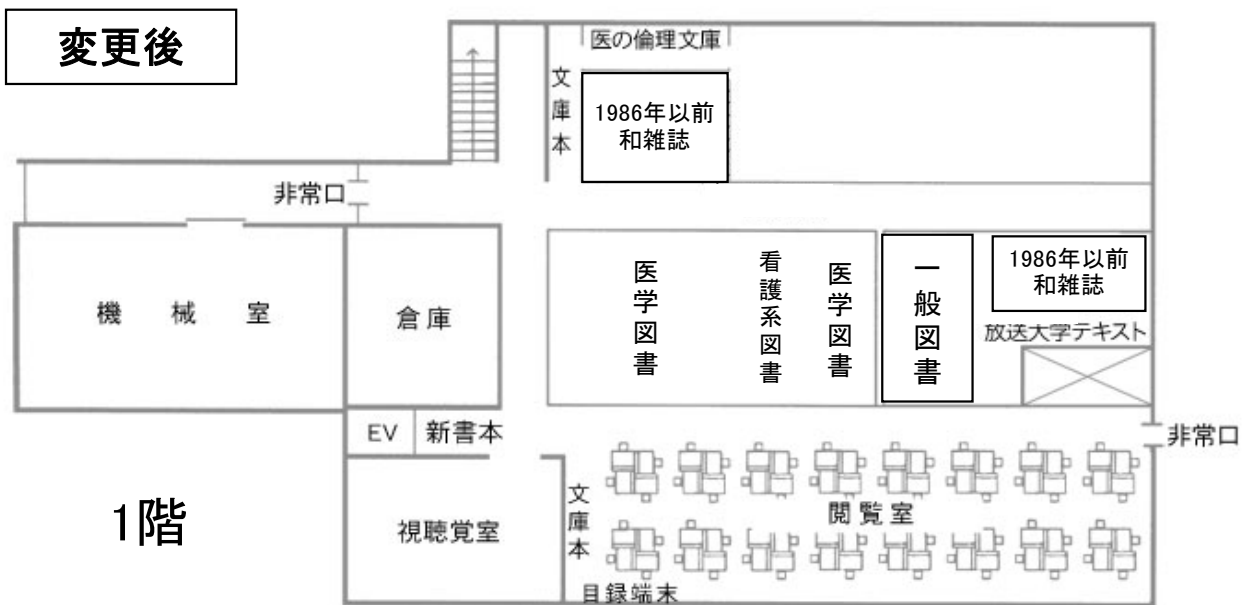 変更後
医の倫理文庫
文庫本
1986年以前
和雑誌
非常口
機械室
倉庫
医学図書
看護系図書
医学図書
一般図書
1986年以前
和雑誌
放送大学テキスト
EV
新書本
非常口
1階
視聴覚室
文庫本
閲覧室
目録端末